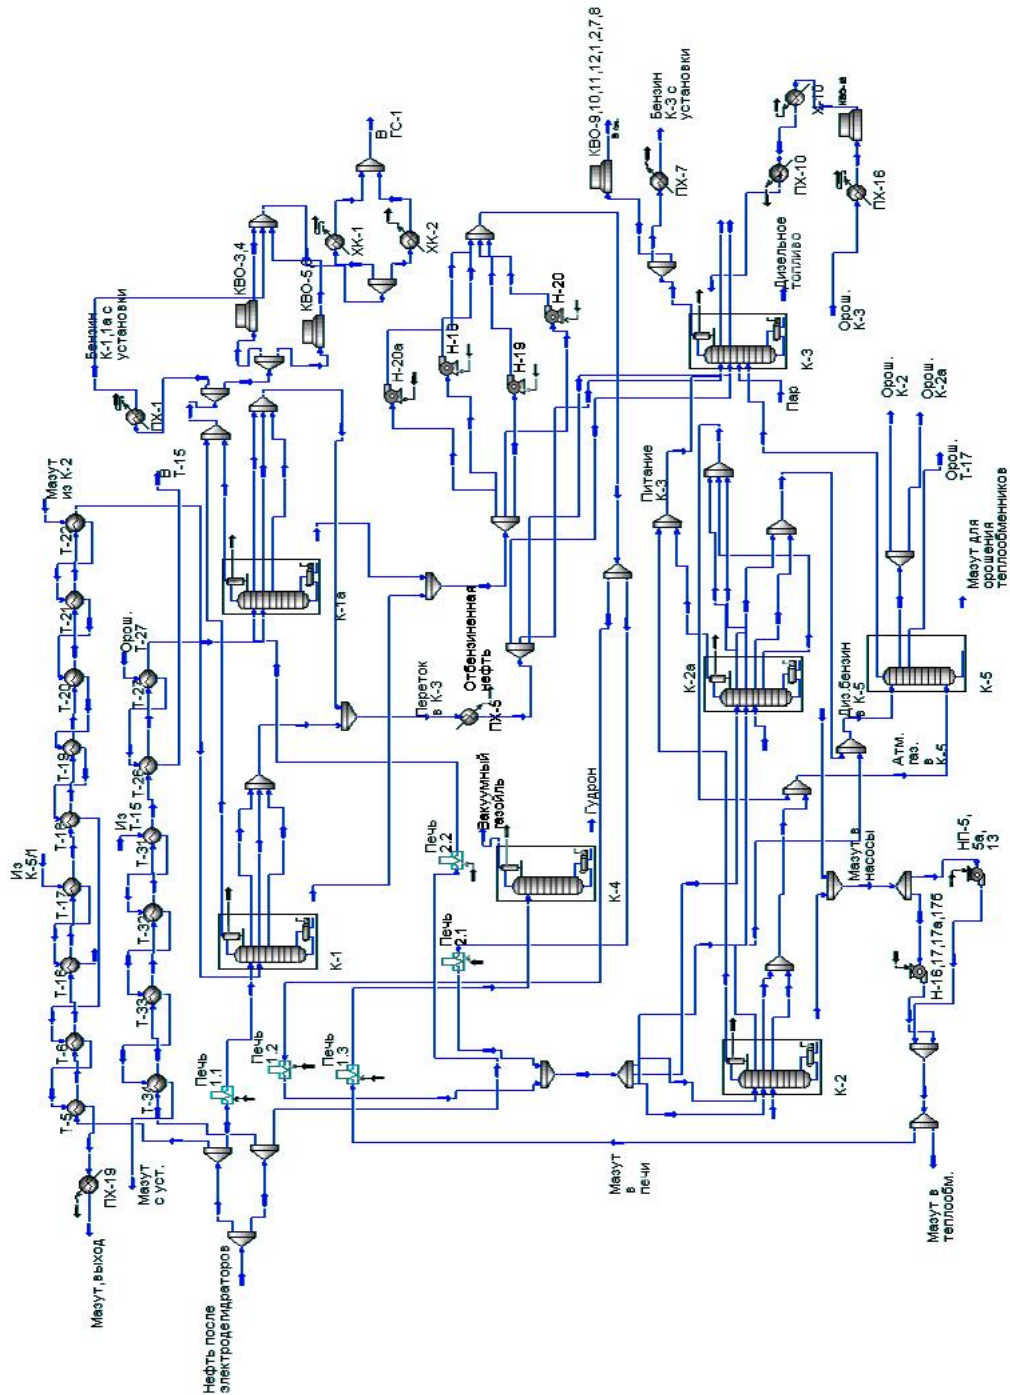 Мазут
из К-2
Т-22
Т-21
Т-20
Т-19
Т-18
Из
К-5/1
Т-17
Т-16
Т-6
Т-5
ПХ-19
Мазут,выход
Орош.
Т-27
Т-27
Т-26
Из
Т-15
Т-31
Т-32
Т-33
Т-34
Мазут
с уст.
В
Т-15
ПХ-1
Бензин
К-1,1а с
установки
КВО-3,4
КВО-5,6
ХК-1
ХК-2
В
ГС-1
К-1а
К-1
Печь
1.1
Печь
1.2
Печь
1.3
Нефть после
электродегидраторов
Н-20а
Н-18
Н-19
Н-20
Переток
в К-3
Отбензиненная
нефть
ПХ-5
Печь
2.2
Печь
2.1
Вакуумный
газойль
К-4
Гудрон
КВО-9,10,11,12,1,2,7,8
Бензин
К-3 с
установки
ПХ-7
Х-10
ПХ-10
ПХ-16
Орош.
К-3
Дизельное
топливо
К-3
Пар
Питание
К-3
К-2а
Орош.
К-2
Орош.
К-2а
Орош.
Т-17
Мазут для
орошения
теплообменников
К-5
Диз.бензин
в К-5
Атм.
газ.
в
К-5
Мазут в
насосы
НП-5,
5а,
13
Н-16,17,17а,17б
К-2
Мазут
в
печи
Мазут в
теплообм.